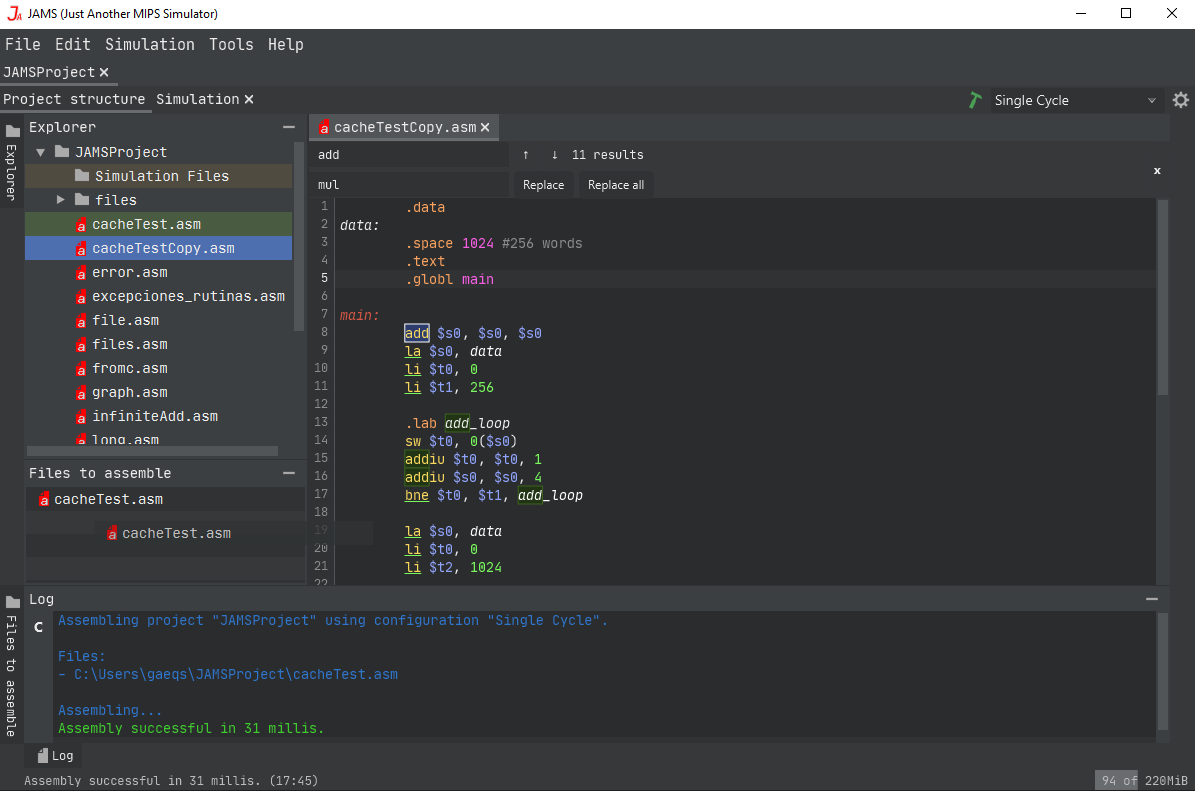 JAMS (Just Another MIPS Simulator)
File Edit Simulation Tools Help
JAMSProject
Project structure Simulation
Single Cycle
Explorer
Explorer
JAMSProject
Simulation Files
files
cacheTest.asm
cacheTestCopy.asm
error.asm
excepciones_rutinas.asm
file.asm
files.asm
fromc.asm
graph.asm
infiniteAdd.asm
long.asm
Files to assemble
cacheTest.asm
cacheTest.asm
cacheTestCopy.asm
add ↑ ↓ 11 results
x
mul Replace Replace all
1 .data
2 data:
3 .space 1024 #256 words
4 .text
5 .globl main
6
7 main:
8 add $s0, $s0, $s0
9 la $s0, data
10 li $t0, 0
11 li $t1, 256
12
13 .lab add_loop
14 sw $t0, 0($s0)
15 addiu $t0, $t0, 1
16 addiu $s0, $s0, 4
17 bne $t0, $t1, add_loop
18
19 la $s0, data
20 li $t0, 0
21 li $t2, 1024
22
Files to assemble
Log
C
Assembling project "JAMSProject" using configuration "Single Cycle".
Files:
- C:\Users\gaeqs\JAMSProject\cacheTest.asm
Assembling...
Assembly successful in 31 millis.
Log
Assembly successful in 31 millis. (17:45)
94 of 220MiB